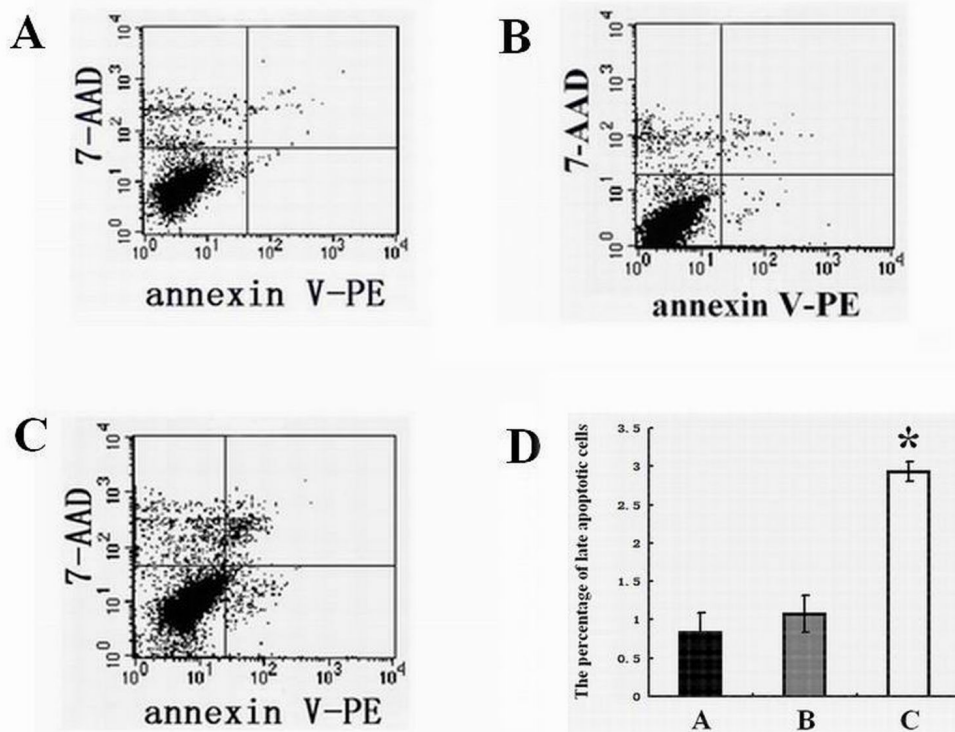 A
7-AAD
10^4
10^3
10^2
10^1
10^0
10^0 10^1 10^2 10^3 10^4
annexin V-PE
B
7-AAD
10^4
10^3
10^2
10^1
10^0
10^0 10^1 10^2 10^3 10^4
annexin V-PE
C
7-AAD
10^4
10^3
10^2
10^1
10^0
10^0 10^1 10^2 10^3 10^4
annexin V-PE
D
The percentage of late apoptotic cells
3.5
3
2.5
2
1.5
1
0.5
0
*
A B C